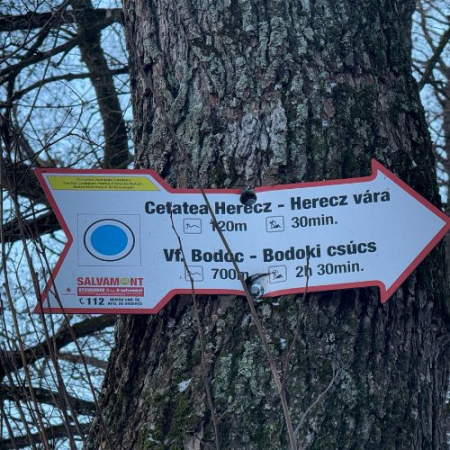 Cetatea Herecz - Herecz vára
120m 30min.
Vf. Bodoc - Bodoki csúcs
700m 2h 30min.
SALVAMONT
112